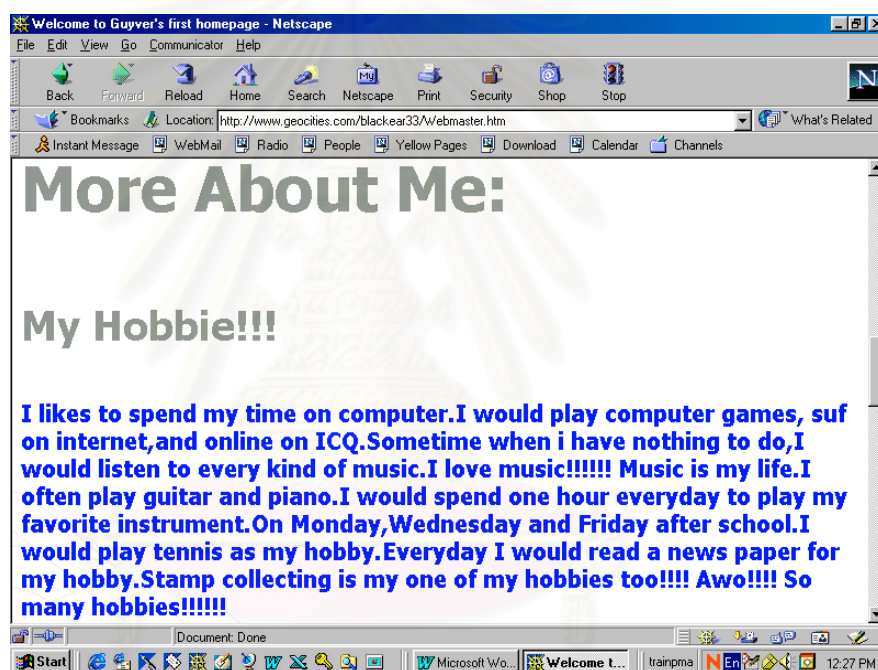 Welcome to Guyver's first homepage - Netscape
File Edit View Go Communicator Help
Back Forward Reload Home Search Netscape Print Security Shop Stop
My
N
Bookmarks Location: http://www.geocities.com/blackear33/Webmaster.htm What's Related
Instant Message WebMail Radio People Yellow Pages Download Calendar Channels
More About Me:
My Hobbie!!!
I likes to spend my time on computer.I would play computer games, suf
on internet,and online on ICQ.Sometime when i have nothing to do,I
would listen to every kind of music.I love music!!!!!! Music is my life.I
often play guitar and piano.I would spend one hour everyday to play my
favorite instrument.On Monday,Wednesday and Friday after school.I
would play tennis as my hobby.Everyday I would read a news paper for
my hobby.Stamp collecting is my one of my hobbies too!!!! Awo!!!! So
many hobbies!!!!!!
Document: Done
Start Microsoft Wo... Welcome t... trainpma N En 12:27 PM